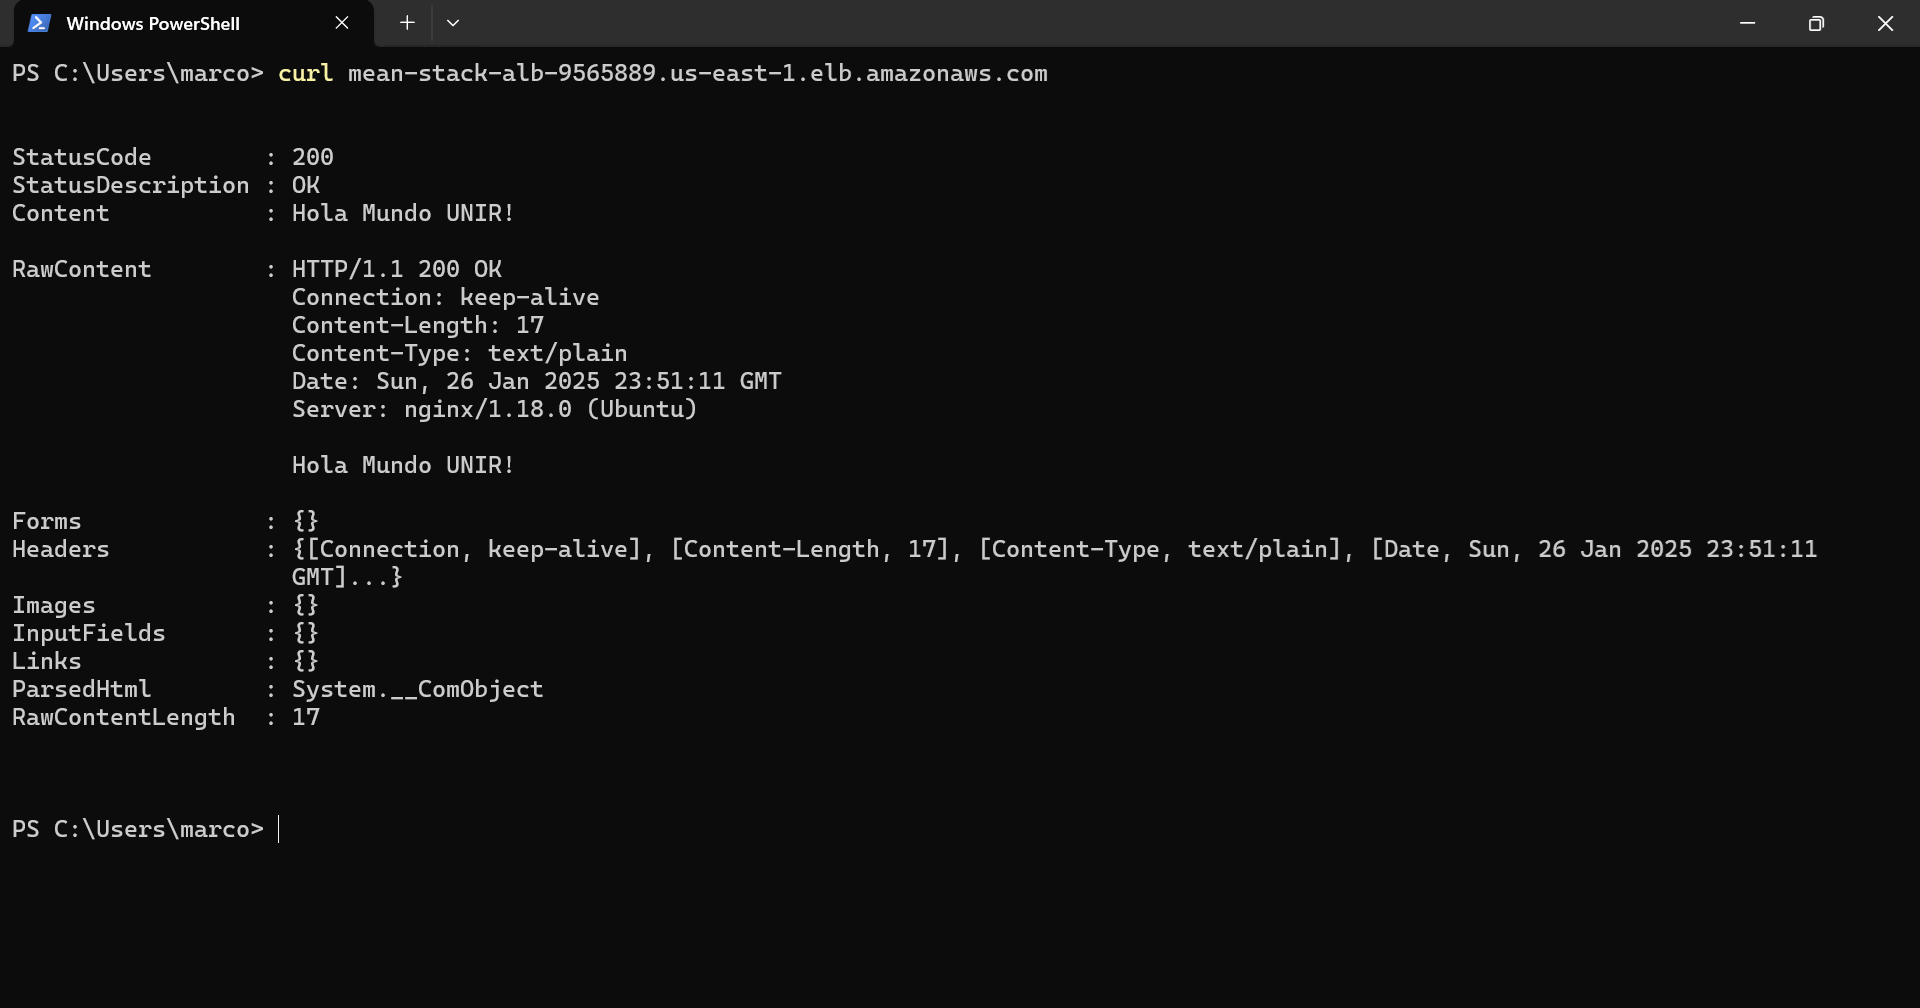 Windows PowerShell
PS C:\Users\marco> curl mean-stack-alb-9565889.us-east-1.elb.amazonaws.com
StatusCode        : 200
StatusDescription : OK
Content           : Hola Mundo UNIR!
RawContent        : HTTP/1.1 200 OK
                    Connection: keep-alive
                    Content-Length: 17
                    Content-Type: text/plain
                    Date: Sun, 26 Jan 2025 23:51:11 GMT
                    Server: nginx/1.18.0 (Ubuntu)
                    Hola Mundo UNIR!
Forms             : {}
Headers           : {[Connection, keep-alive], [Content-Length, 17], [Content-Type, text/plain], [Date, Sun, 26 Jan 2025 23:51:11
                    GMT]...}
Images            : {}
InputFields       : {}
Links             : {}
ParsedHtml        : System.__ComObject
RawContentLength  : 17
PS C:\Users\marco>